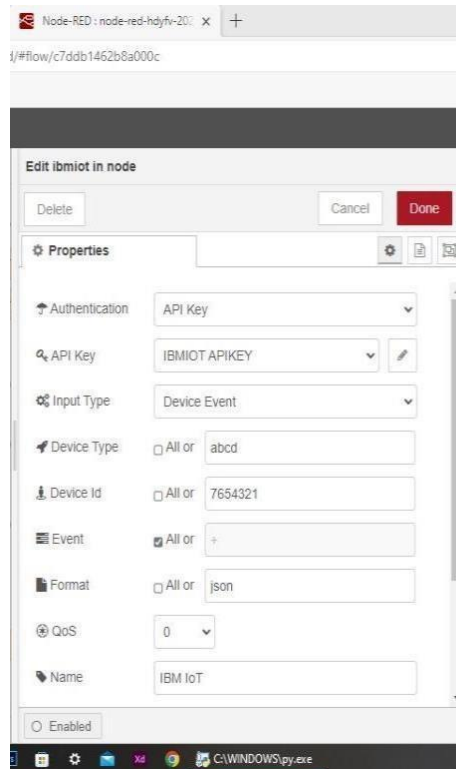 Node-RED : node-red-hdyfv-202
d/#flow/c7ddb1462b8a000c
Edit ibmiot in node
Delete Cancel Done
Properties
Authentication API Key
API Key IBMIOT APIKEY
Input Type Device Event
Device Type All or abcd
Device Id All or 7654321
Event All or +
Format All or json
QoS 0
Name IBM IoT
Enabled
Xd C:\WINDOWS\py.exe